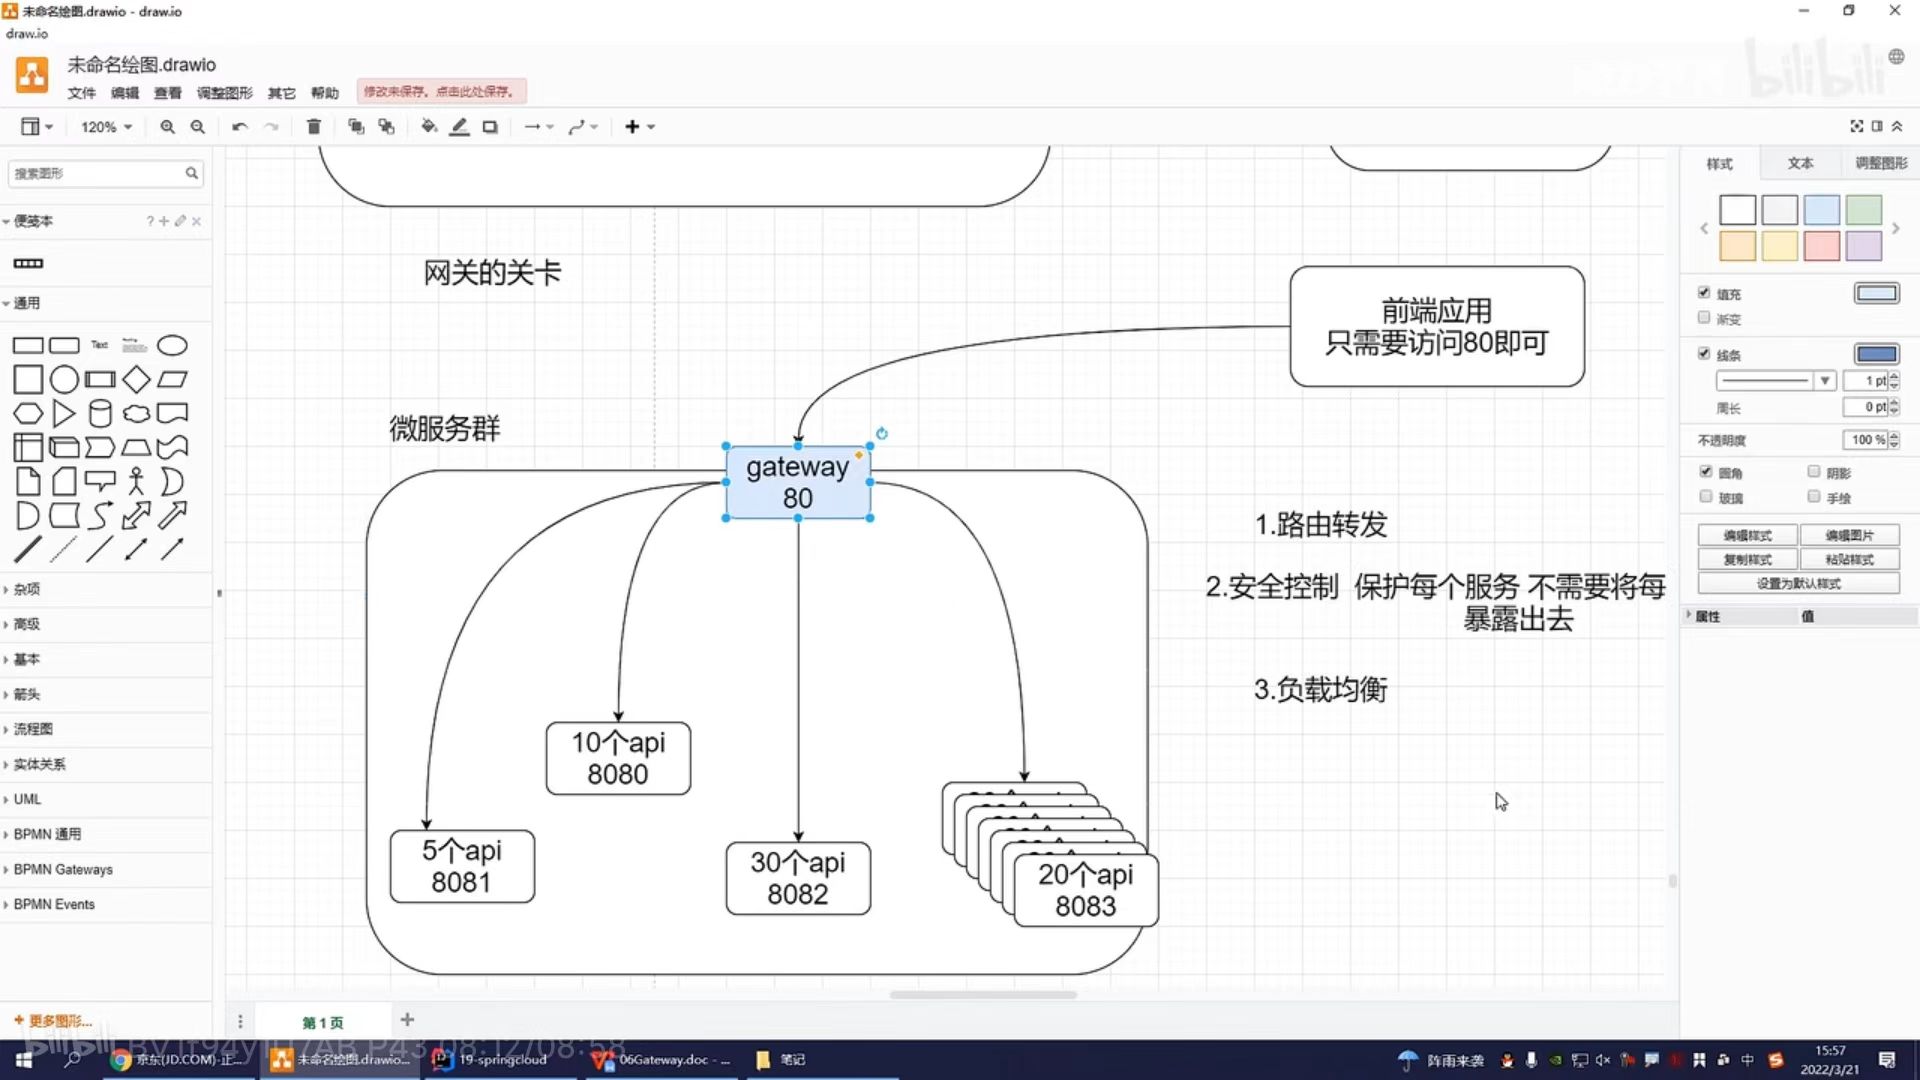 未命名绘图.drawio - draw.io
draw.io
未命名绘图.drawio
文件 编辑 查看 调整图形 其它 帮助
修改未保存。点击此处保存。
bilibili
120%
搜索图形
便笺本
?
通用
Text
杂项
高级
基本
箭头
流程图
实体关系
UML
BPMN 通用
BPMN Gateways
BPMN Events
更多图形...
网关的关卡
前端应用
只需要访问80即可
微服务群
gateway
80
1.路由转发
2.安全控制 保护每个服务 不需要将每
暴露出去
3.负载均衡
10个api
8080
5个api
8081
30个api
8082
20个api
8083
样式 文本 调整图形
填充
渐变
线条
1 pt
周长
0 pt
不透明度
100 %
圆角 阴影
玻璃 手绘
编辑样式 编辑图片
复制样式 粘贴样式
设置为默认样式
属性 值
第1页
bilibili
P43 08:12/08:58
京东(JD.COM)-正...
未命名绘图.drawio...
19-springcloud
06Gateway.doc - ...
笔记
阵雨来袭
中
15:57
2022/3/21